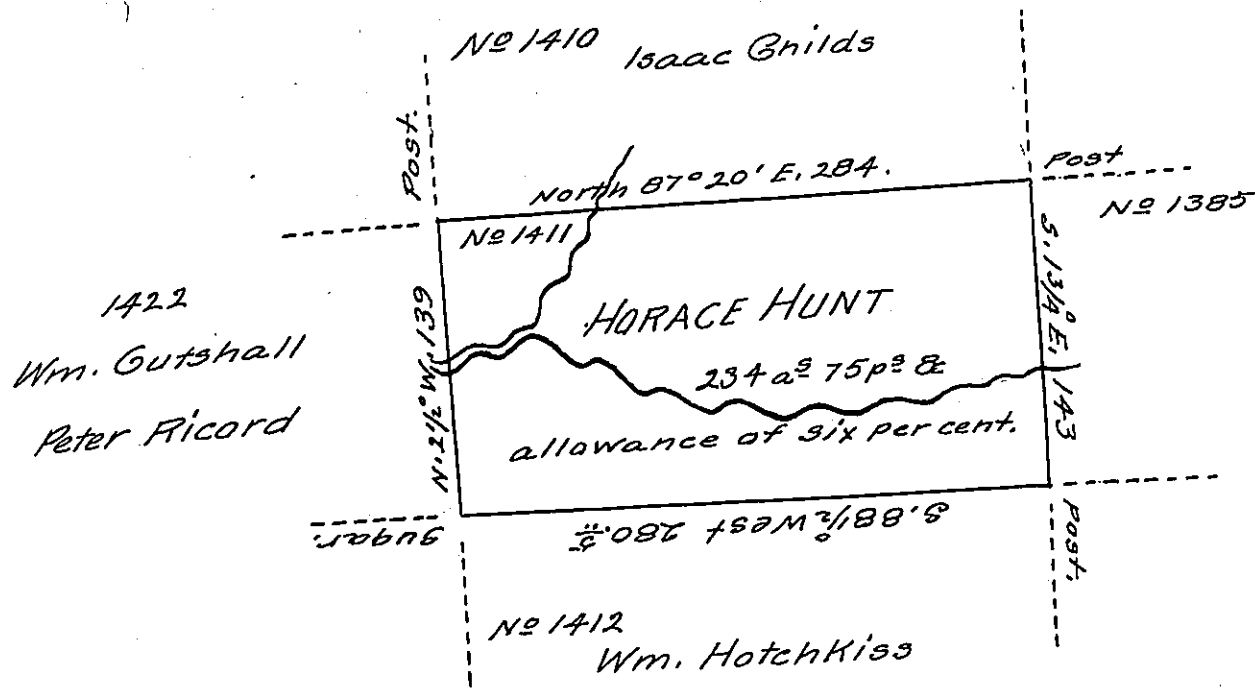 Nº 1410 Isaac Gnilds
Post.
North 87° 20' E. 284.
Post
Nº 1385
Nº 1411
1422
Wm. Gutshall
Peter Ricord
N. 2½° W. 139
HORACE HUNT
234 aˢ 75 pˢ &c
allowance of six per cent.
S. 1¾° E. 143
S. 88½° West 280.5
Sugar.
Post.
Nº 1412
Wm. Hotchkiss